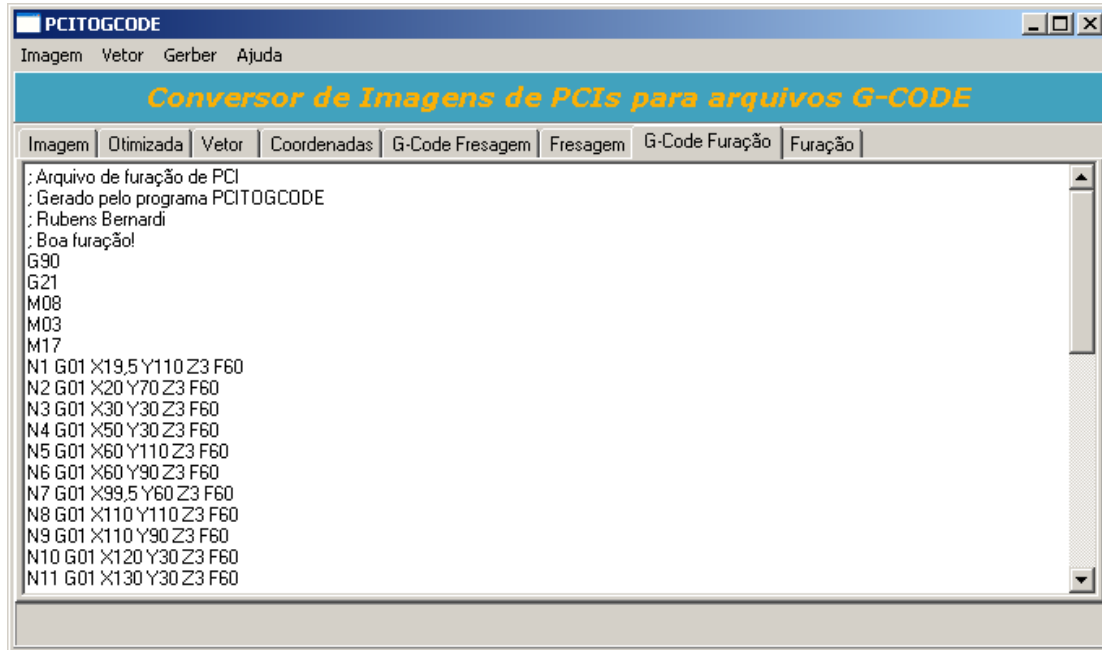 PCITOGCODE
Imagem Vetor Gerber Ajuda
Conversor de Imagens de PCIs para arquivos G-CODE
Imagem Otimizada Vetor Coordenadas G-Code Fresagem Fresagem G-Code Furação Furação
; Arquivo de furação de PCI
; Gerado pelo programa PCITOGCODE
; Rubens Bernardi
; Boa furação!
G90
G21
M08
M03
M17
N1 G01 X19,5 Y110 Z3 F60
N2 G01 X20 Y70 Z3 F60
N3 G01 X30 Y30 Z3 F60
N4 G01 X50 Y30 Z3 F60
N5 G01 X60 Y110 Z3 F60
N6 G01 X60 Y90 Z3 F60
N7 G01 X99,5 Y60 Z3 F60
N8 G01 X110 Y110 Z3 F60
N9 G01 X110 Y90 Z3 F60
N10 G01 X120 Y30 Z3 F60
N11 G01 X130 Y30 Z3 F60